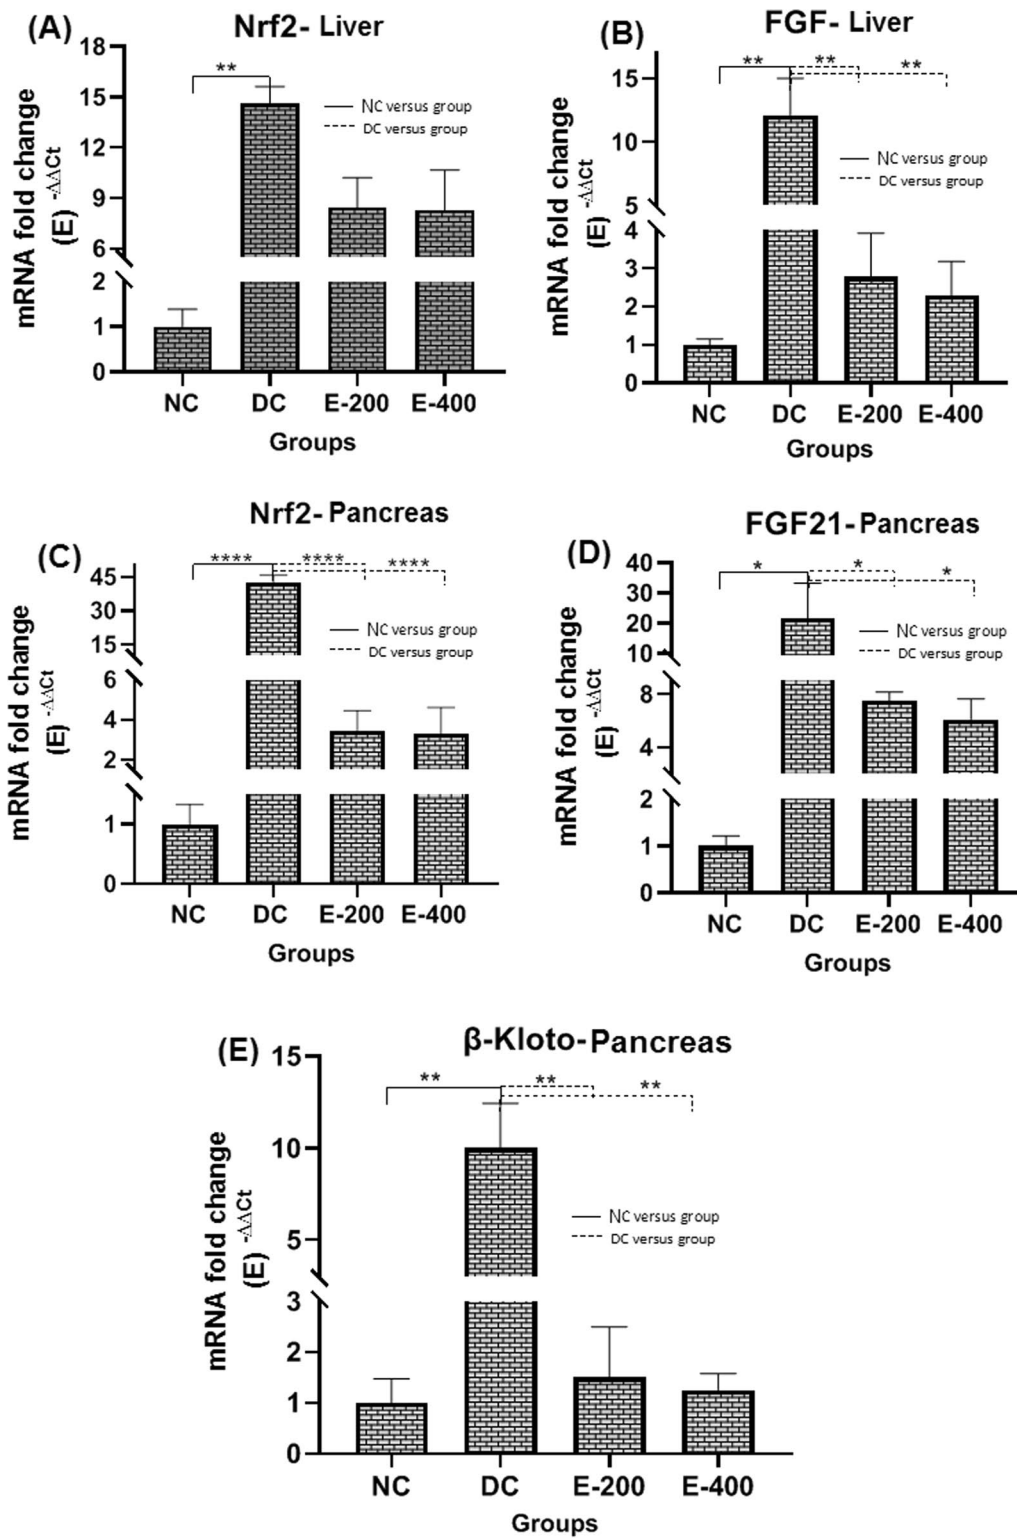 (A)
Nrf2- Liver
mRNA fold change
(E) -ΔΔCt
18
15
12
9
6
2
1
0
**
NC versus group
DC versus group
NC DC E-200 E-400
Groups
(B)
FGF- Liver
mRNA fold change
(E) -ΔΔCt
15
10
5
4
3
2
1
0
** ** **
NC versus group
DC versus group
NC DC E-200 E-400
Groups
(C)
Nrf2- Pancreas
mRNA fold change
(E) -ΔΔCt
45
30
15
6
4
2
1
0
**** **** ****
NC versus group
DC versus group
NC DC E-200 E-400
Groups
(D)
FGF21- Pancreas
mRNA fold change
(E) -ΔΔCt
40
30
20
10
8
4
2
1
0
* * *
NC versus group
DC versus group
NC DC E-200 E-400
Groups
(E)
β-Kloto-Pancreas
mRNA fold change
(E) -ΔΔCt
15
10
5
3
2
1
0
** ** **
NC versus group
DC versus group
NC DC E-200 E-400
Groups